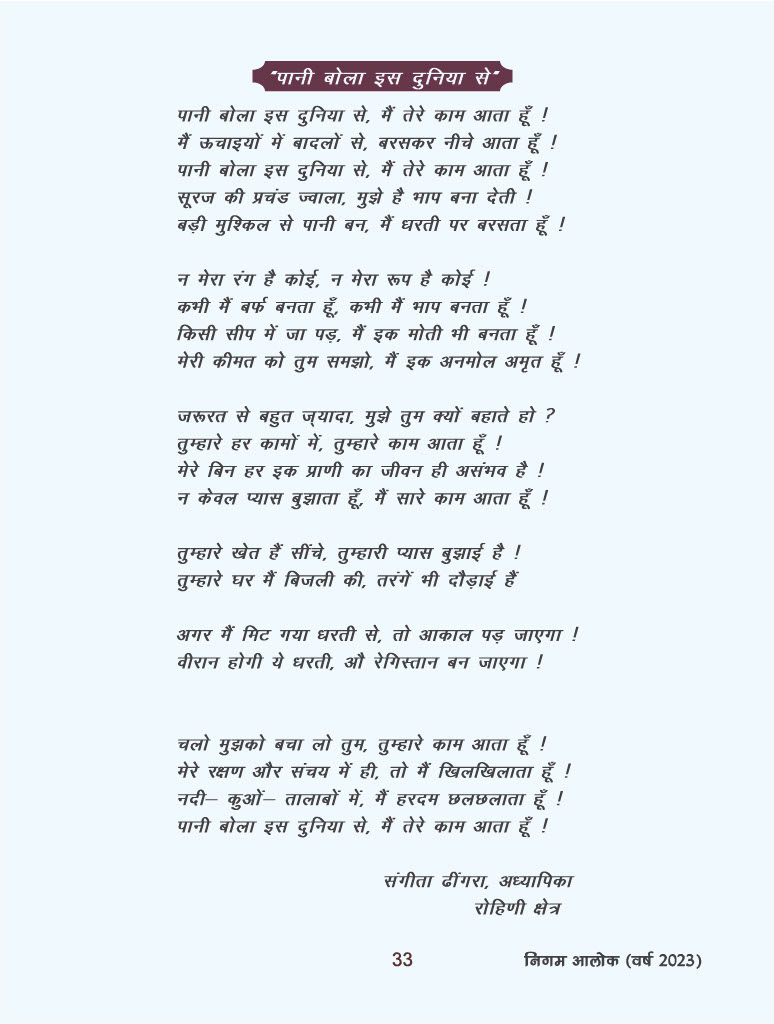 "पानी बोला इस दुनिया से"
पानी बोला इस दुनिया से, मैं तेरे काम आता हूँ !
मैं ऊचाइयों में बादलों से, बरसकर नीचे आता हूँ !
पानी बोला इस दुनिया से, मैं तेरे काम आता हूँ !
सूरज की प्रचंड ज्वाला, मुझे है भाप बना देती !
बड़ी मुश्किल से पानी बन, मैं धरती पर बरसता हूँ !
न मेरा रंग है कोई, न मेरा रूप है कोई !
कभी मैं बर्फ बनता हूँ, कभी मैं भाप बनता हूँ !
किसी सीप में जा पड़, मैं इक मोती भी बनता हूँ !
मेरी कीमत को तुम समझो, मैं इक अनमोल अमृत हूँ !
जरूरत से बहुत ज्यादा, मुझे तुम क्यों बहाते हो ?
तुम्हारे हर कामों में, तुम्हारे काम आता हूँ !
मेरे बिन हर इक प्राणी का जीवन ही असंभव है !
न केवल प्यास बुझाता हूँ, मैं सारे काम आता हूँ !
तुम्हारे खेत हैं सींचे, तुम्हारी प्यास बुझाई है !
तुम्हारे घर मैं बिजली की, तरंगें भी दौड़ाई हैं
अगर मैं मिट गया धरती से, तो आकाल पड़ जाएगा !
वीरान होगी ये धरती, औ रेगिस्तान बन जाएगा !
चलो मुझको बचा लो तुम, तुम्हारे काम आता हूँ !
मेरे रक्षण और संचय में ही, तो मैं खिलखिलाता हूँ !
नदी– कुओं– तालाबों में, मैं हरदम छलछलाता हूँ !
पानी बोला इस दुनिया से, मैं तेरे काम आता हूँ !
संगीता ढींगरा, अध्यापिका
रोहिणी क्षेत्र
33
निगम आलोक (वर्ष 2023)